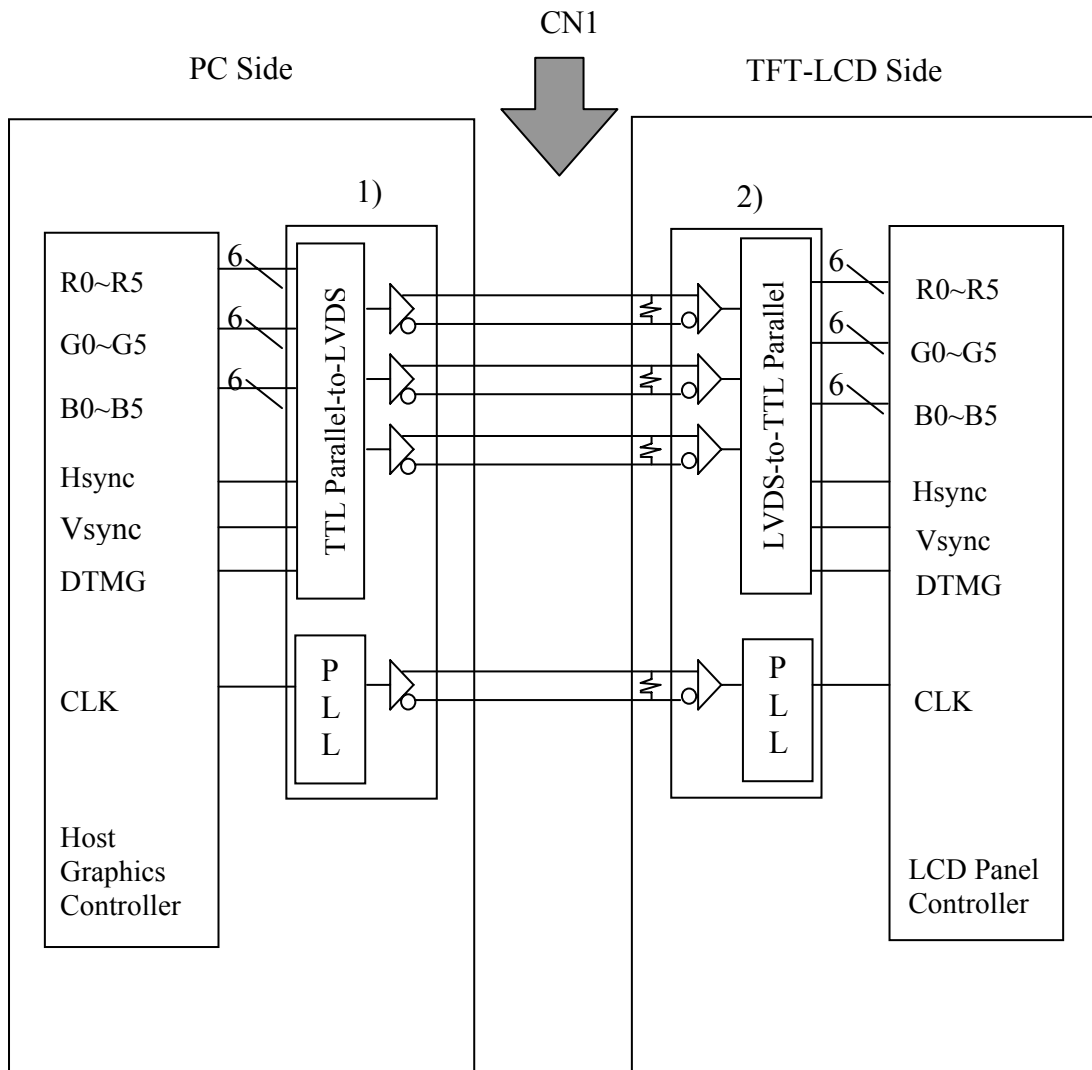 CN1
PC Side
TFT-LCD Side
1)
2)
6
R0~R5
6
G0~G5
6
B0~B5
Hsync
Vsync
DTMG
CLK
Host
Graphics
Controller
TTL Parallel-to-LVDS
P
L
L
LVDS-to-TTL Parallel
P
L
L
6
R0~R5
6
G0~G5
6
B0~B5
Hsync
Vsync
DTMG
CLK
LCD Panel
Controller